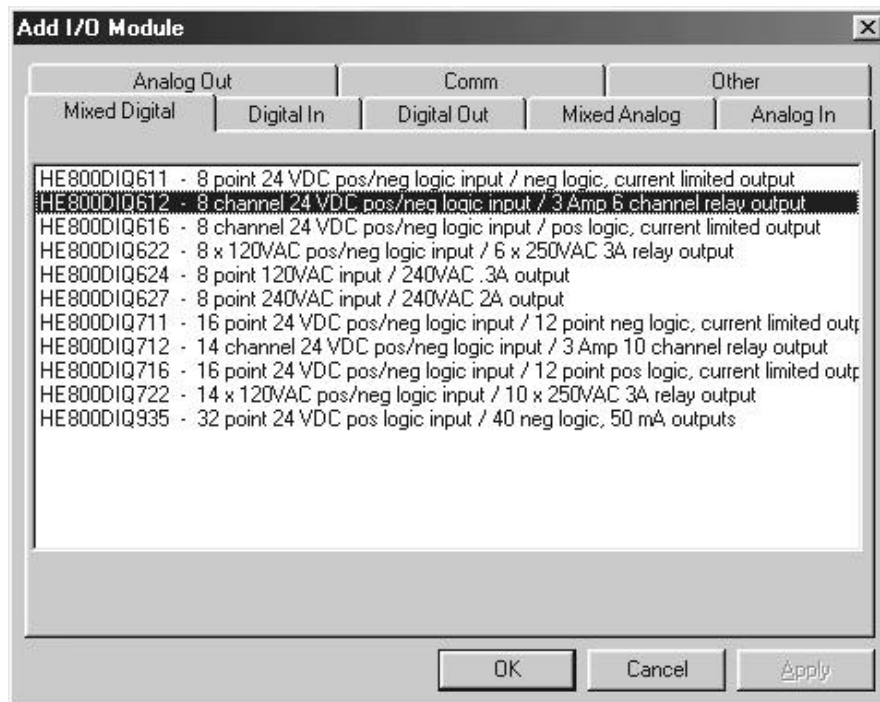 Add I/O Module
Analog Out Comm Other
Mixed Digital Digital In Digital Out Mixed Analog Analog In
HE800DIQ611 - 8 point 24 VDC pos/neg logic input / neg logic, current limited output
HE800DIQ612 - 8 channel 24 VDC pos/neg logic input / 3 Amp 6 channel relay output
HE800DIQ616 - 8 channel 24 VDC pos/neg logic input / pos logic, current limited output
HE800DIQ622 - 8 x 120VAC pos/neg logic input / 6 x 250VAC 3A relay output
HE800DIQ624 - 8 point 120VAC input / 240VAC .3A output
HE800DIQ627 - 8 point 240VAC input / 240VAC 2A output
HE800DIQ711 - 16 point 24 VDC pos/neg logic input / 12 point neg logic, current limited outp
HE800DIQ712 - 14 channel 24 VDC pos/neg logic input / 3 Amp 10 channel relay output
HE800DIQ716 - 16 point 24 VDC pos/neg logic input / 12 point pos logic, current limited outp
HE800DIQ722 - 14 x 120VAC pos/neg logic input / 10 x 250VAC 3A relay output
HE800DIQ935 - 32 point 24 VDC pos logic input / 40 neg logic, 50 mA outputs
OK Cancel Apply